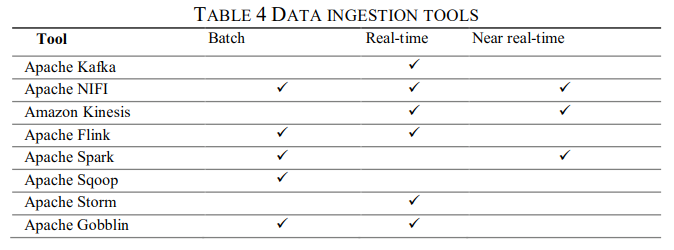 TABLE 4 DATA INGESTION TOOLS
Tool Batch Real-time Near real-time
Apache Kafka ✓
Apache NIFI ✓ ✓ ✓
Amazon Kinesis ✓ ✓
Apache Flink ✓ ✓
Apache Spark ✓ ✓
Apache Sqoop ✓
Apache Storm ✓
Apache Gobblin ✓ ✓